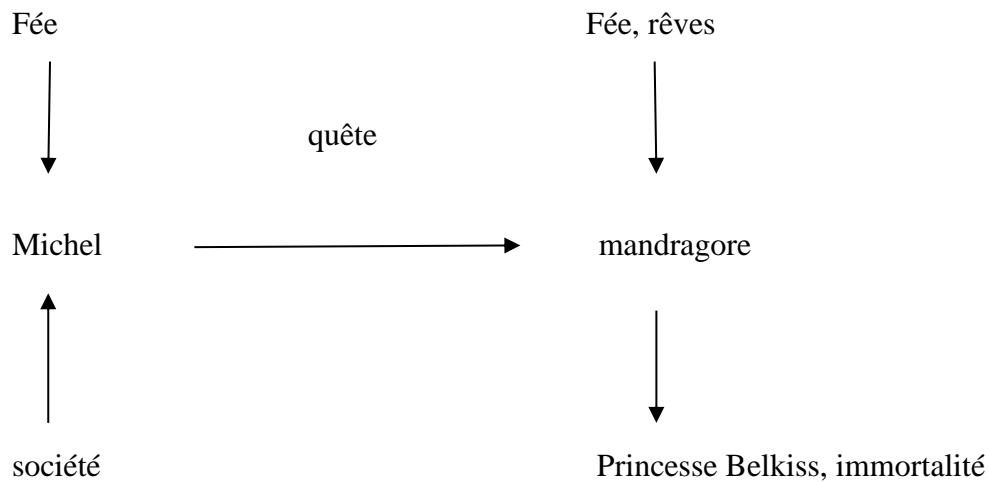 Fée Fée, rêves
quête
Michel mandragore
société Princesse Belkiss, immortalité